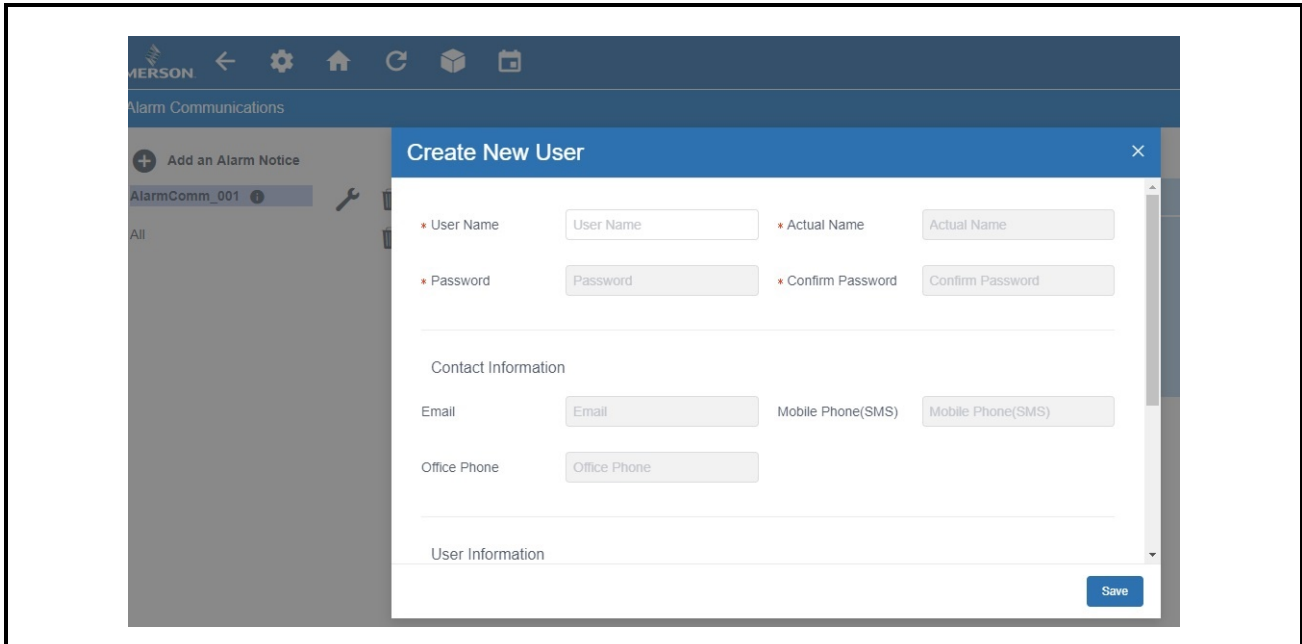 MERSON
Alarm Communications
Add an Alarm Notice
AlarmComm_001
All
Create New User
* User Name User Name * Actual Name Actual Name
* Password Password * Confirm Password Confirm Password
Contact Information
Email Email Mobile Phone(SMS) Mobile Phone(SMS)
Office Phone Office Phone
User Information
Save